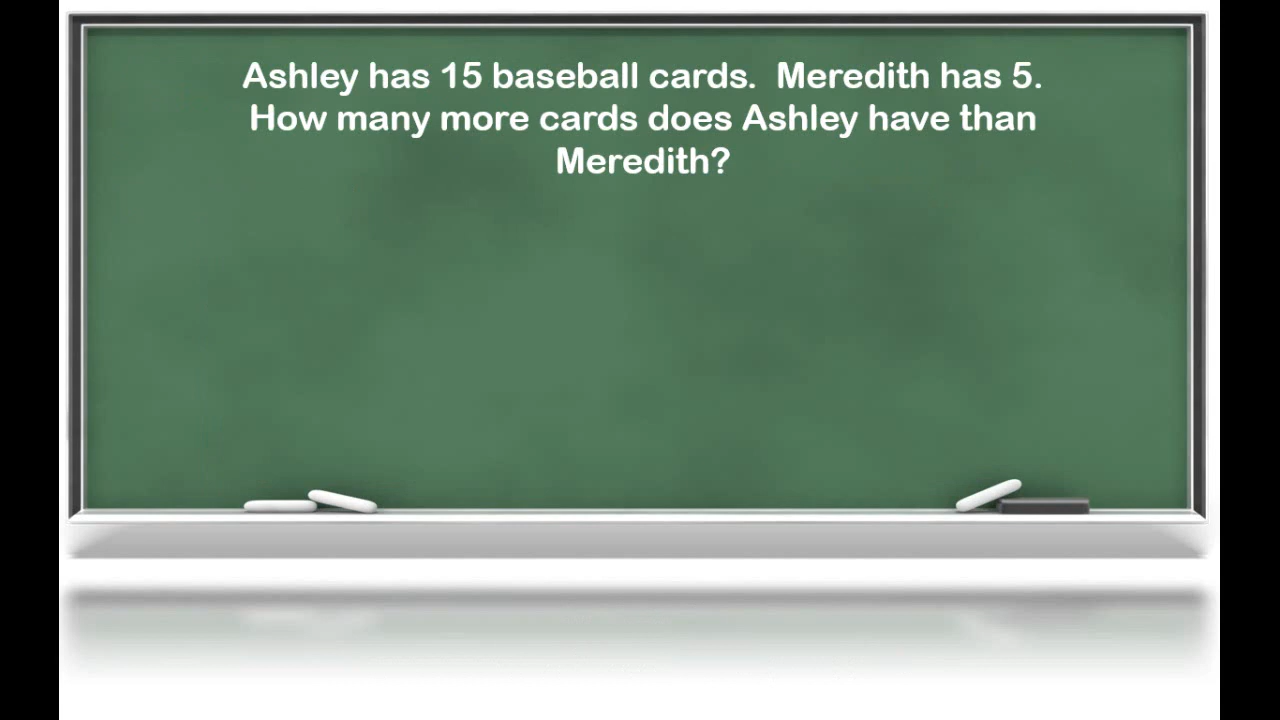 Ashley has 15 baseball cards.  Meredith has 5.
How many more cards does Ashley have than
Meredith?